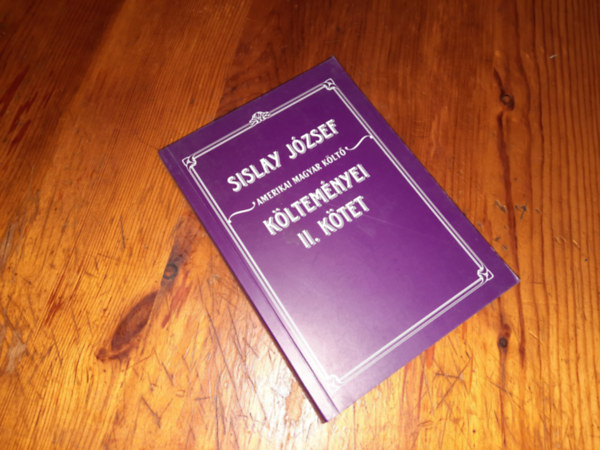 SISLAY JÓZSEF
AMERIKAI MAGYAR KÖLTŐ
KÖLTEMÉNYEI
II. KÖTET